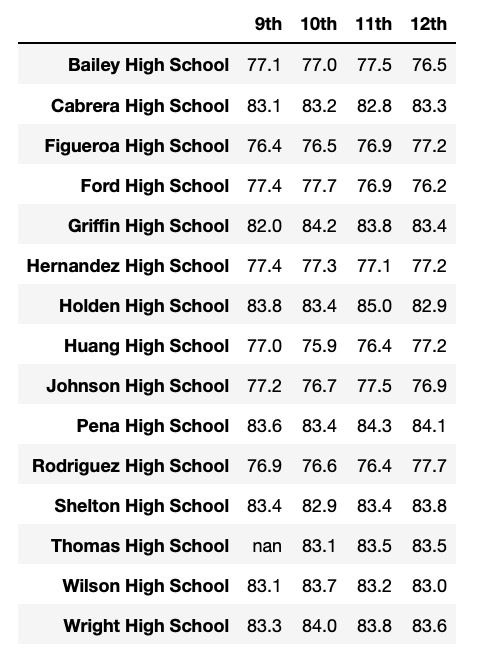 9th 10th 11th 12th
Bailey High School 77.1 77.0 77.5 76.5
Cabrera High School 83.1 83.2 82.8 83.3
Figueroa High School 76.4 76.5 76.9 77.2
Ford High School 77.4 77.7 76.9 76.2
Griffin High School 82.0 84.2 83.8 83.4
Hernandez High School 77.4 77.3 77.1 77.2
Holden High School 83.8 83.4 85.0 82.9
Huang High School 77.0 75.9 76.4 77.2
Johnson High School 77.2 76.7 77.5 76.9
Pena High School 83.6 83.4 84.3 84.1
Rodriguez High School 76.9 76.6 76.4 77.7
Shelton High School 83.4 82.9 83.4 83.8
Thomas High School nan 83.1 83.5 83.5
Wilson High School 83.1 83.7 83.2 83.0
Wright High School 83.3 84.0 83.8 83.6